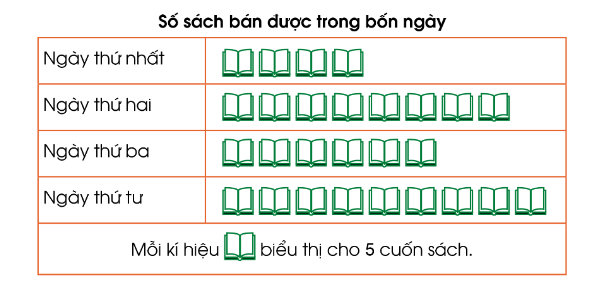 Số sách bán được trong bốn ngày
Ngày thứ nhất
Ngày thứ hai
Ngày thứ ba
Ngày thứ tư
Mỗi kí hiệu biểu thị cho 5 cuốn sách.